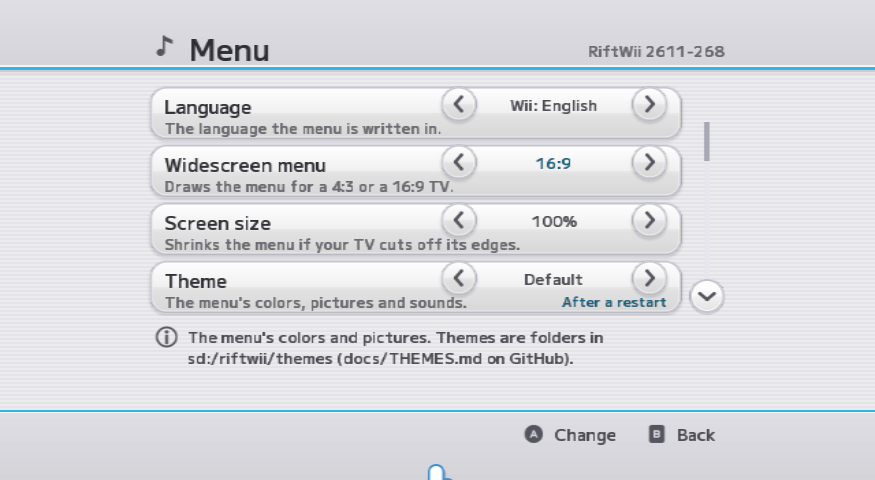 Menu
RiftWii 2611-268
Language
Wii: English
The language the menu is written in.
Widescreen menu
16:9
Draws the menu for a 4:3 or a 16:9 TV.
Screen size
100%
Shrinks the menu if your TV cuts off its edges.
Theme
Default
The menu's colors, pictures and sounds.
After a restart
The menu's colors and pictures. Themes are folders in
sd:/riftwii/themes (docs/THEMES.md on GitHub).
A Change
B Back